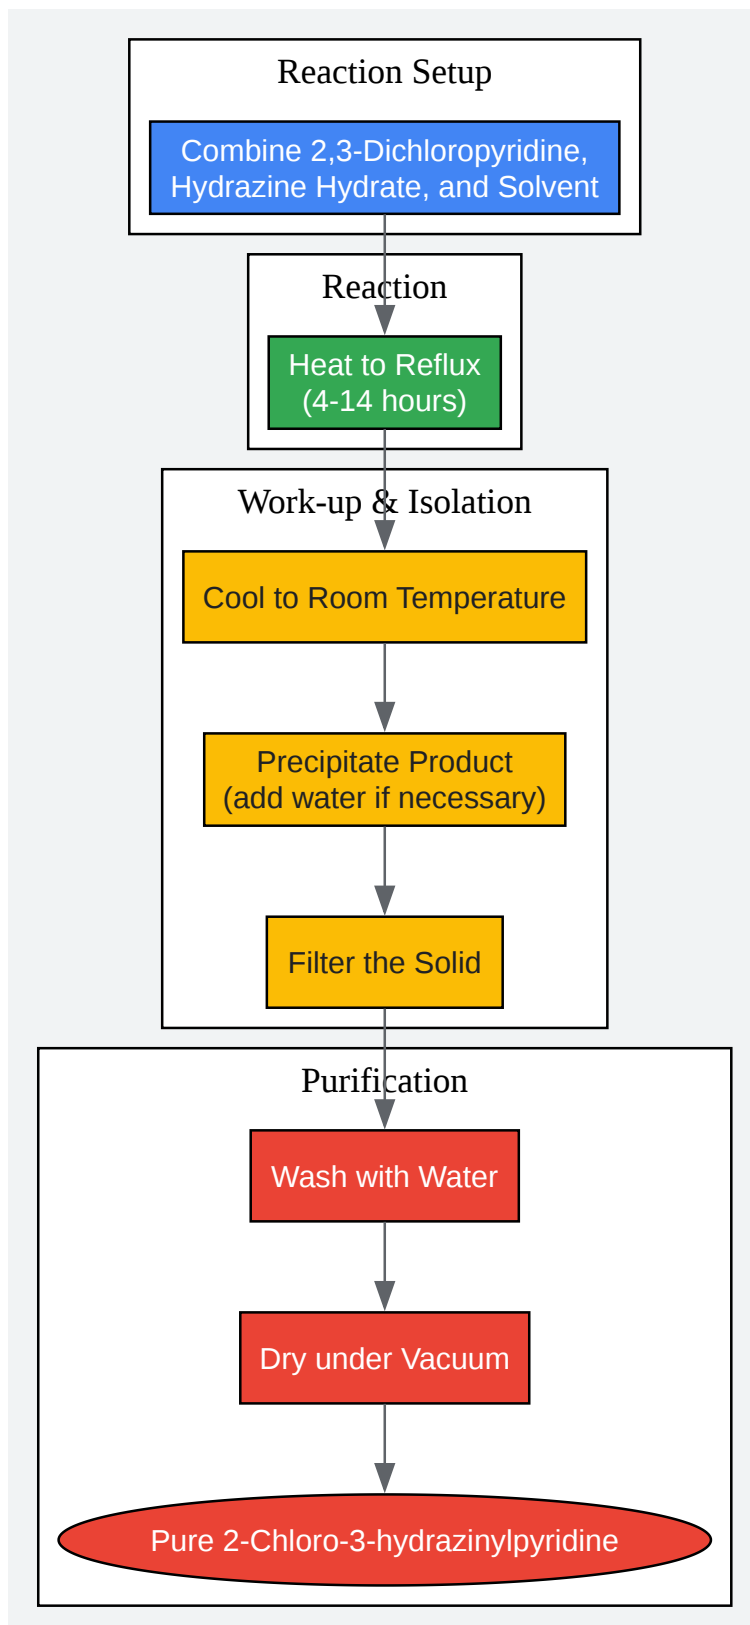 Reaction Setup
Combine 2,3-Dichloropyridine,
Hydrazine Hydrate, and Solvent
Reaction
Heat to Reflux
(4-14 hours)
Work-up & Isolation
Cool to Room Temperature
Precipitate Product
(add water if necessary)
Filter the Solid
Purification
Wash with Water
Dry under Vacuum
Pure 2-Chloro-3-hydrazinylpyridine